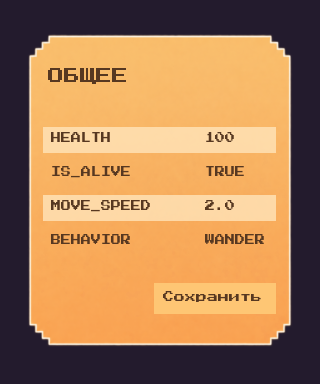 ОБЩЕЕ
HEALTH 100
IS_ALIVE TRUE
MOVE_SPEED 2.0
BEHAVIOR WANDER
Сохранить